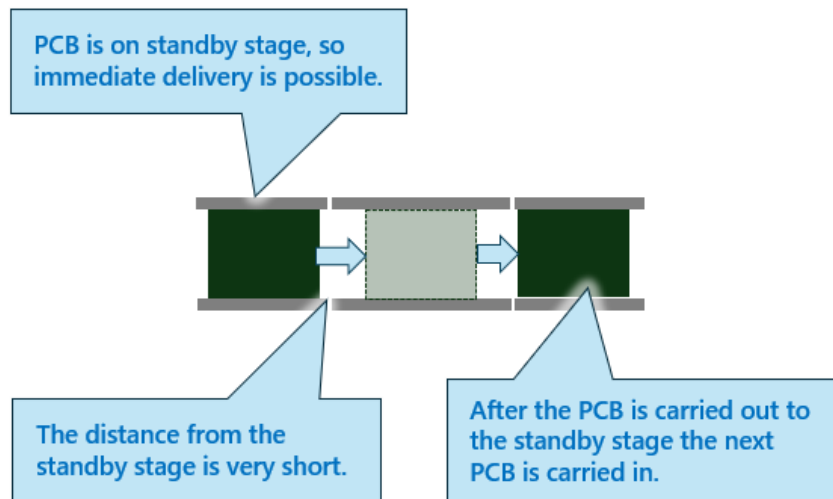 PCB is on standby stage, so
immediate delivery is possible.
The distance from the
standby stage is very short.
After the PCB is carried out to
the standby stage the next
PCB is carried in.